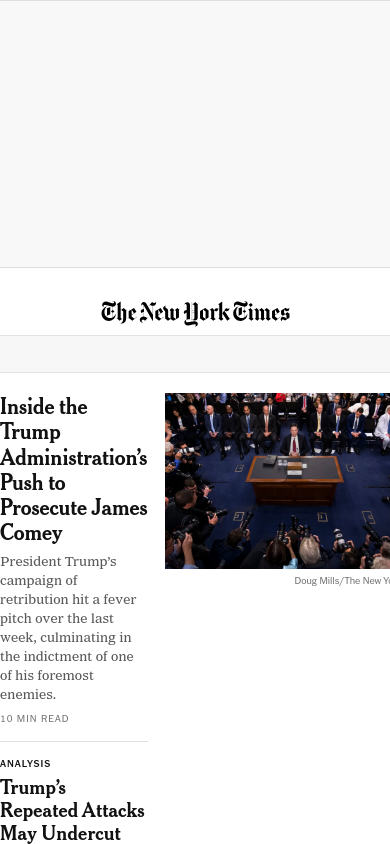 The New York Times
Inside the
Trump
Administration’s
Push to
Prosecute James
Comey
President Trump’s
campaign of
retribution hit a fever
pitch over the last
week, culminating in
the indictment of one
of his foremost
enemies.
10 MIN READ
Doug Mills/The New Yo
ANALYSIS
Trump’s
Repeated Attacks
May Undercut